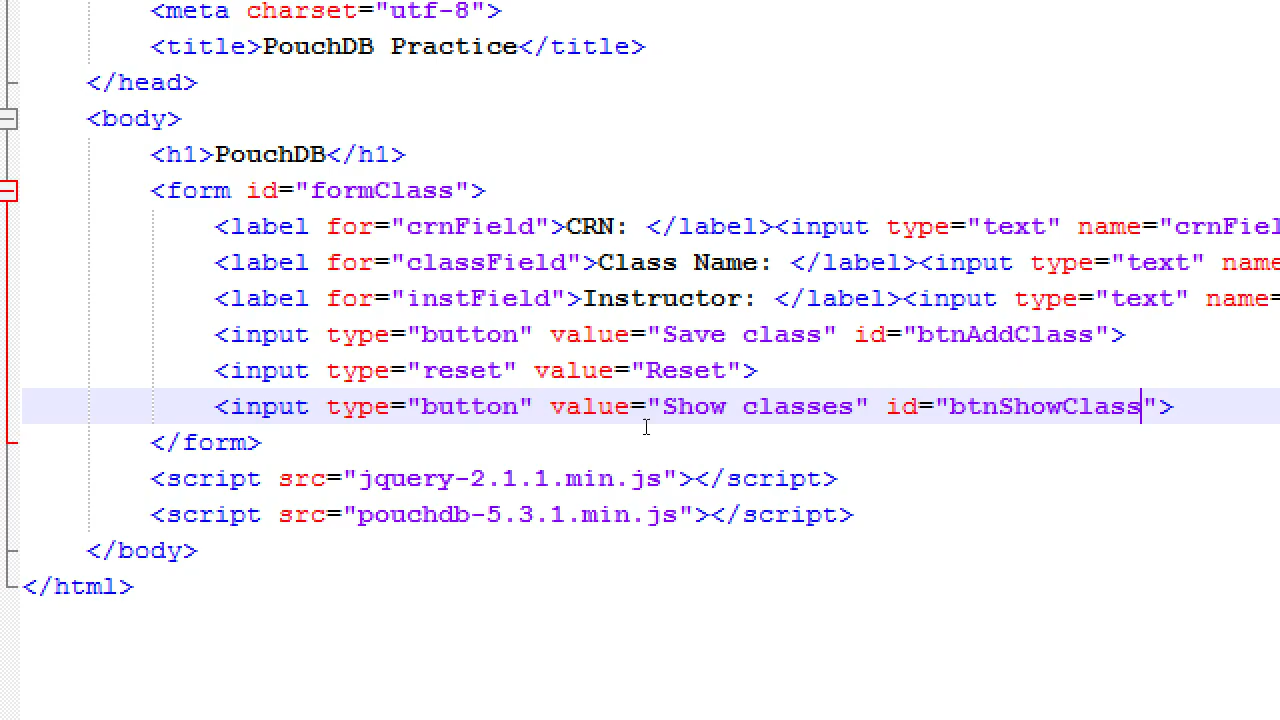 <meta charset="utf-8">
<title>PouchDB Practice</title>
</head>
<body>
<h1>PouchDB</h1>
<form id="formClass">
<label for="crnField">CRN: </label><input type="text" name="crnFiel
<label for="classField">Class Name: </label><input type="text" name
<label for="instField">Instructor: </label><input type="text" name=
<input type="button" value="Save class" id="btnAddClass">
<input type="reset" value="Reset">
<input type="button" value="Show classes" id="btnShowClass">
</form>
<script src="jquery-2.1.1.min.js"></script>
<script src="pouchdb-5.3.1.min.js"></script>
</body>
</html>